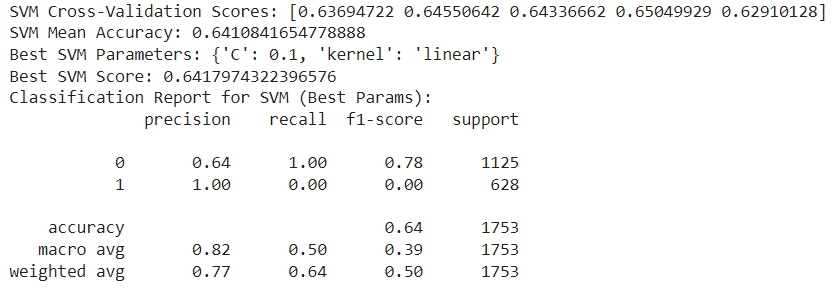 SVM Cross-Validation Scores: [0.63694722 0.64550642 0.64336662 0.65049929 0.62910128]
SVM Mean Accuracy: 0.6410841654778888
Best SVM Parameters: {'C': 0.1, 'kernel': 'linear'}
Best SVM Score: 0.6417974322396576
Classification Report for SVM (Best Params):
precision recall f1-score support
0 0.64 1.00 0.78 1125
1 1.00 0.00 0.00 628
accuracy 0.64 1753
macro avg 0.82 0.50 0.39 1753
weighted avg 0.77 0.64 0.50 1753